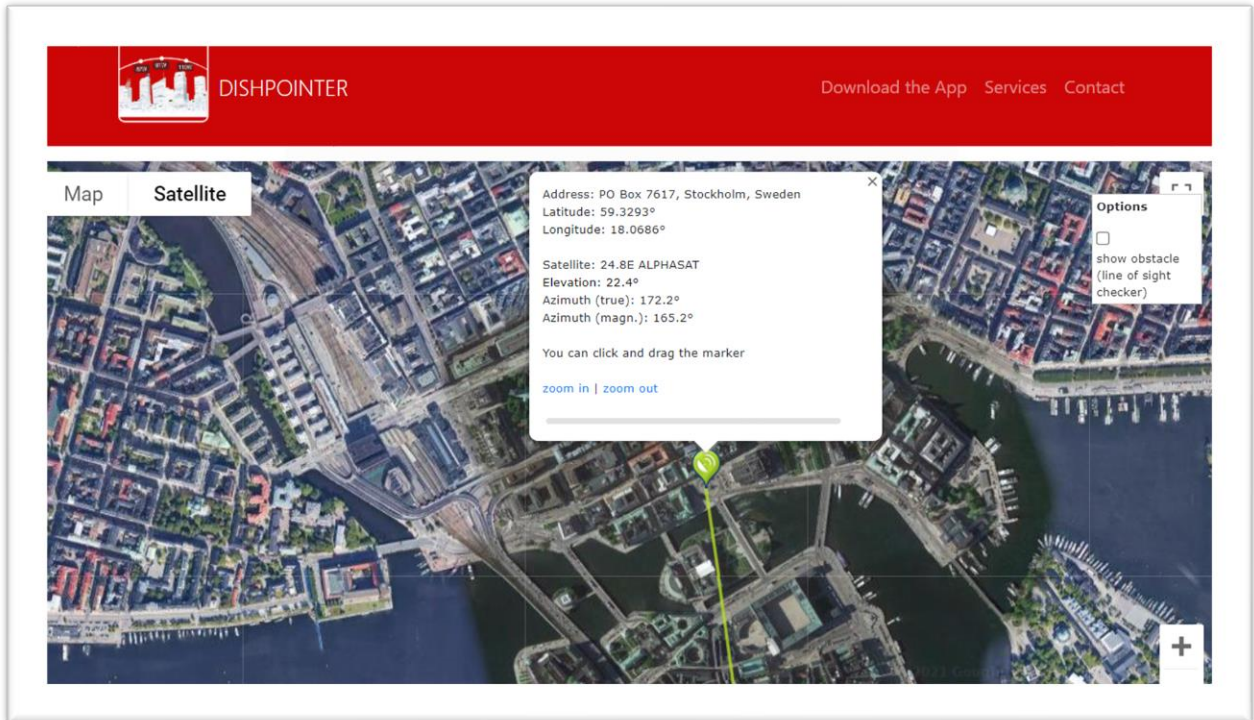 DISHPOINTER
Download the App Services Contact
Map Satellite
Address: PO Box 7617, Stockholm, Sweden
Latitude: 59.3293°
Longitude: 18.0686°
Satellite: 24.8E ALPHASAT
Elevation: 22.4°
Azimuth (true): 172.2°
Azimuth (magn.): 165.2°
You can click and drag the marker
zoom in | zoom out
Options
show obstacle
(line of sight
checker)